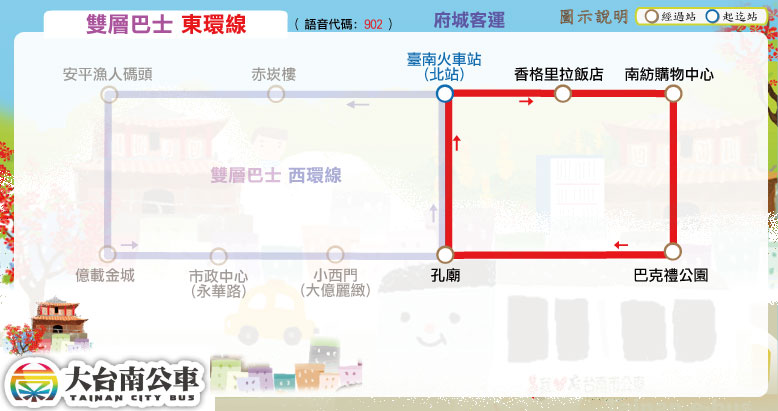 雙層巴士 東環線
( 語音代碼: 902 )
府城客運
圖示說明
經過站
起迄站
安平漁人碼頭
赤崁樓
臺南火車站
(北站)
香格里拉飯店
南紡購物中心
雙層巴士 西環線
億載金城
市政中心
(永華路)
小西門
(大億麗緻)
孔廟
巴克禮公園
大台南公車
TAINAN CITY BUS